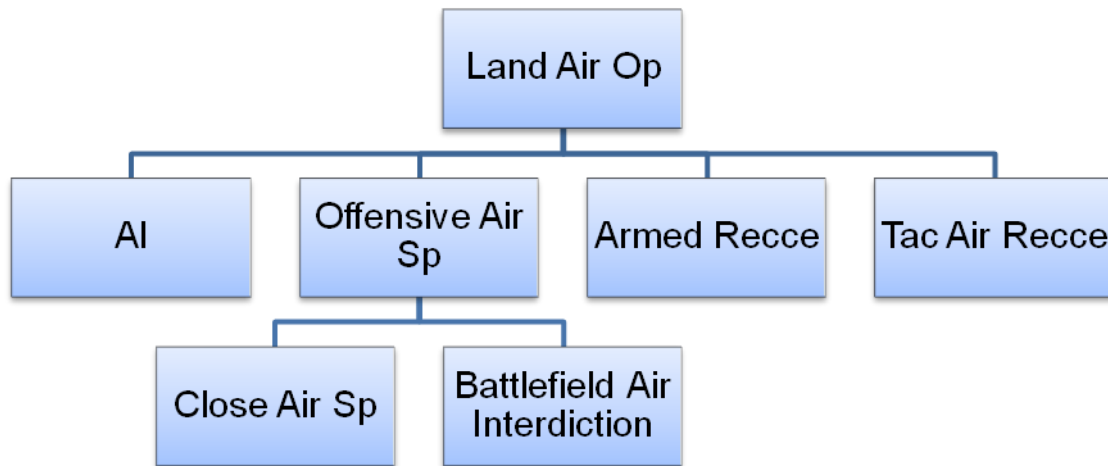 Land Air Op
AI
Offensive Air
Sp
Armed Recce
Tac Air Recce
Close Air Sp
Battlefield Air
Interdiction